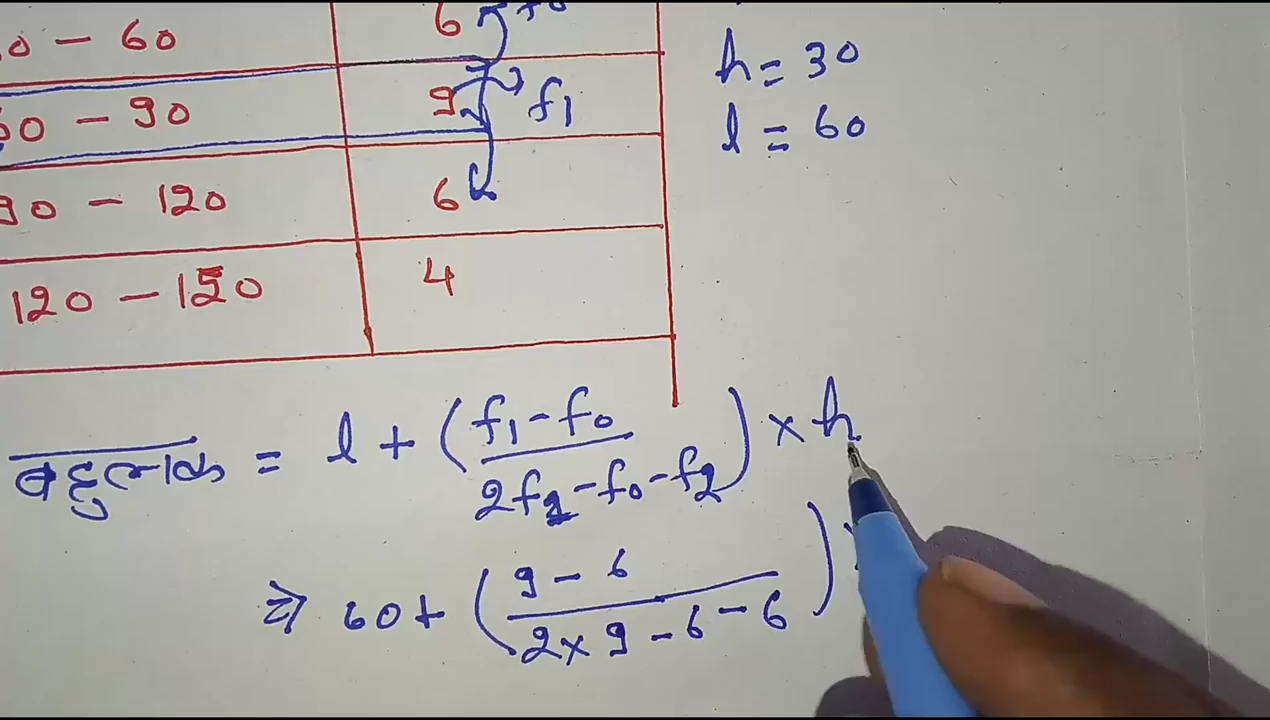 0 - 60 6 f0
60 - 90 9 f1
90 - 120 6
120 - 150 4
h = 30
l = 60
बहुलक = l + (f1 - f0 / 2f1 - f0 - f2) × h
⇒ 60 + (9 - 6 / 2 × 9 - 6 - 6)